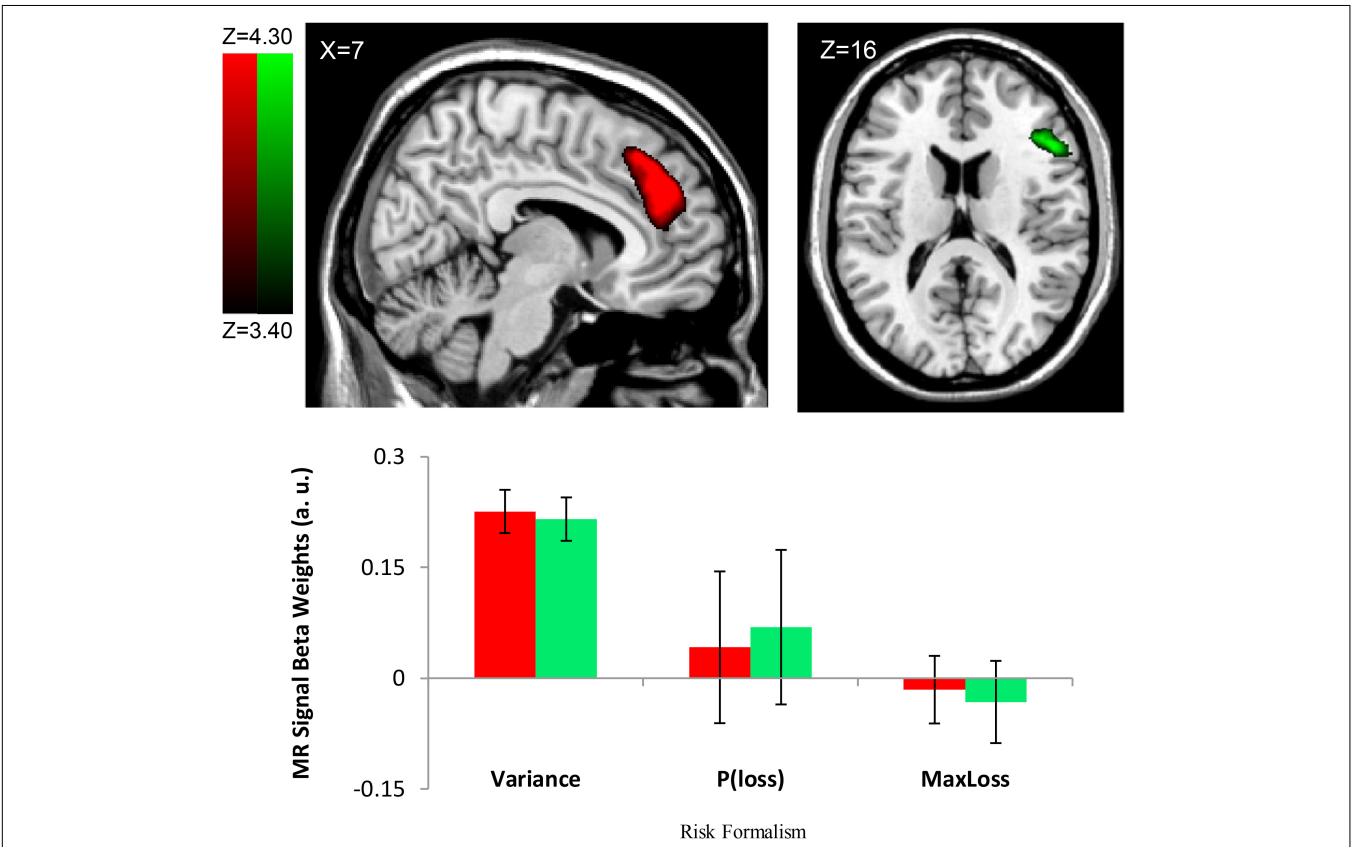 Z=4.30
X=7
Z=16
Z=3.40
MR Signal Beta Weights (a. u.)
0.3
0.15
0
-0.15
Variance
P(loss)
MaxLoss
Risk Formalism